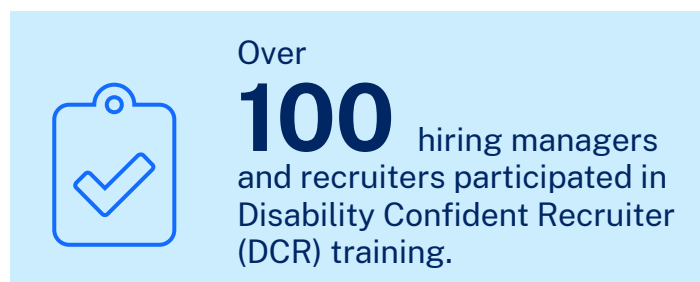 Over
100 hiring managers
and recruiters participated in
Disability Confident Recruiter
(DCR) training.